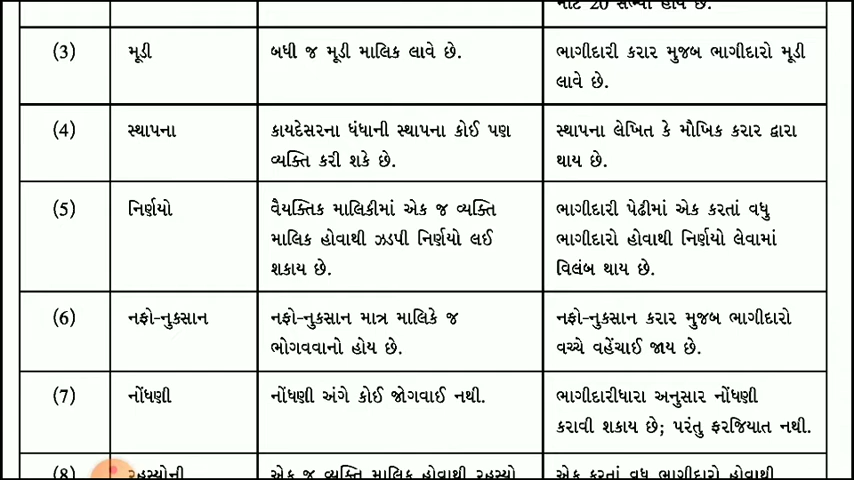 માટે 20 સભ્યો હોય છે.
(3) મૂડી બધી જ મૂડી માલિક લાવે છે. ભાગીદારી કરાર મુજબ ભાગીદારો મૂડી
લાવે છે.
(4) સ્થાપના કાયદેસરના ધંધાની સ્થાપના કોઈ પણ સ્થાપના લેખિત કે મૌખિક કરાર દ્વારા
વ્યક્તિ કરી શકે છે. થાય છે.
(5) નિર્ણયો વૈયક્તિક માલિકીમાં એક જ વ્યક્તિ ભાગીદારી પેઢીમાં એક કરતાં વધુ
માલિક હોવાથી ઝડપી નિર્ણયો લઈ ભાગીદારો હોવાથી નિર્ણયો લેવામાં
શકાય છે. વિલંબ થાય છે.
(6) નફો-નુકસાન નફો-નુકસાન માત્ર માલિકે જ નફો-નુકસાન કરાર મુજબ ભાગીદારો
ભોગવવાનો હોય છે. વચ્ચે વહેંચાઈ જાય છે.
(7) નોંધણી નોંધણી અંગે કોઈ જોગવાઈ નથી. ભાગીદારીધારા અનુસાર નોંધણી
કરાવી શકાય છે; પરંતુ ફરજિયાત નથી.
(8) રહસ્યોની એક જ વ્યક્તિ માલિક હોવાથી રહસ્યો એક કરતાં વધુ ભાગીદારો હોવાથી